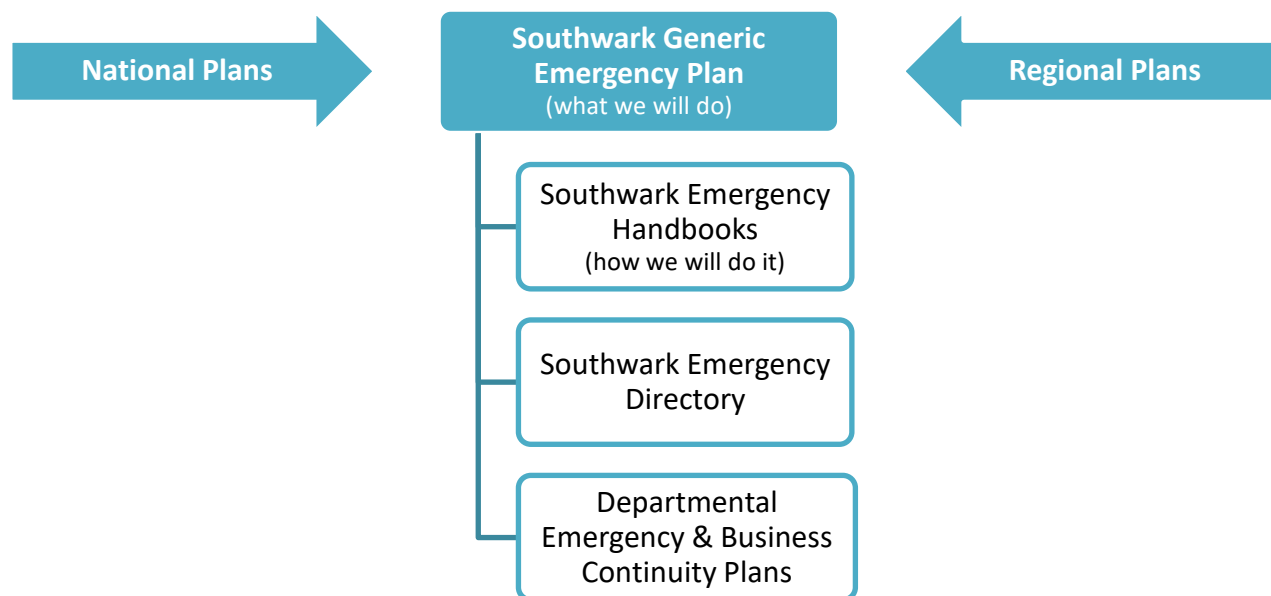 National Plans
Southwark Generic
Emergency Plan
(what we will do)
Regional Plans
Southwark Emergency
Handbooks
(how we will do it)
Southwark Emergency
Directory
Departmental
Emergency & Business
Continuity Plans